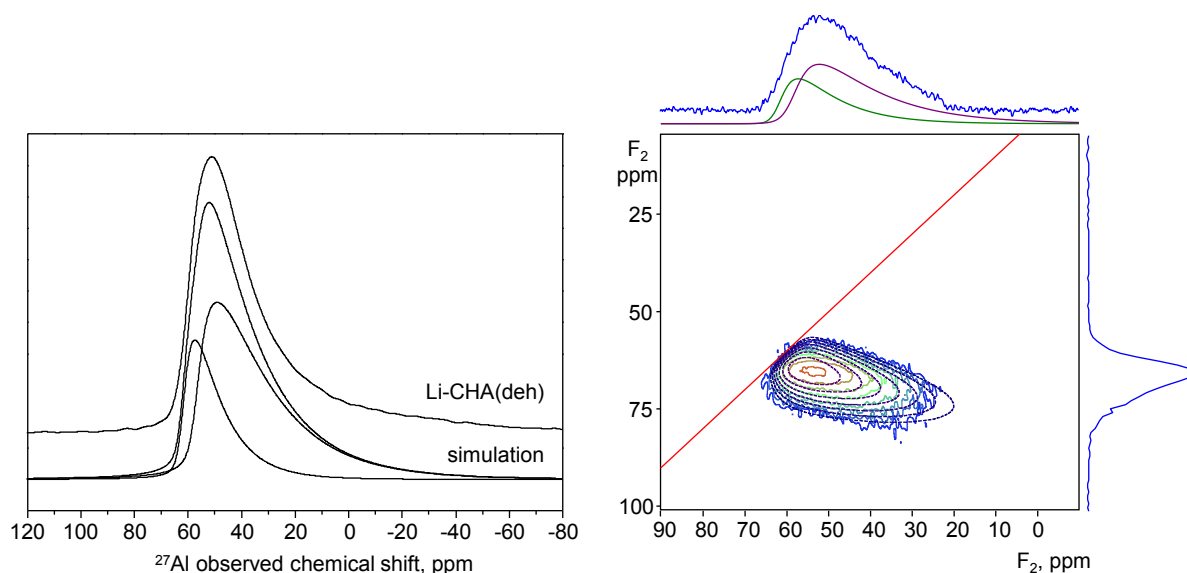 Li-CHA(deh)
simulation
120 100 80 60 40 20 0 -20 -40 -60 -80
²⁷Al observed chemical shift, ppm
F₂
ppm
25
50
75
100
90 80 70 60 50 40 30 20 10 0
F₂, ppm